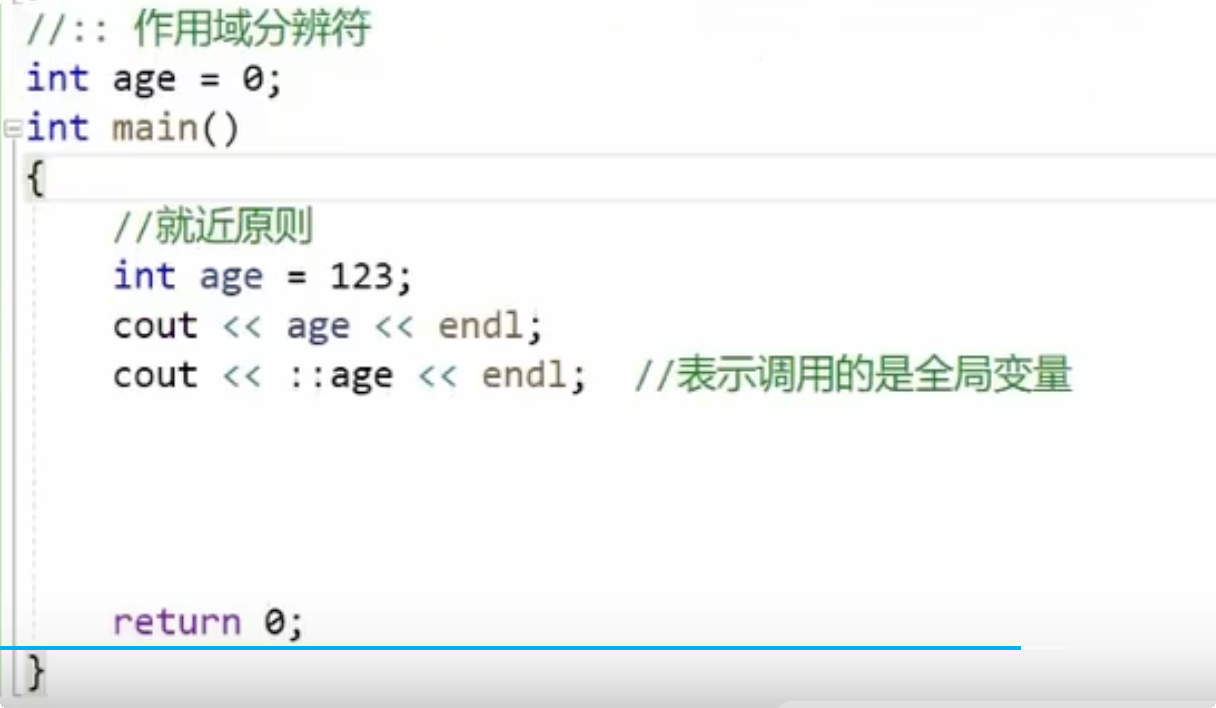 //:: 作用域分辨符
int age = 0;
int main()
{
//就近原则
int age = 123;
cout << age << endl;
cout << ::age << endl; //表示调用的是全局变量
return 0;
}